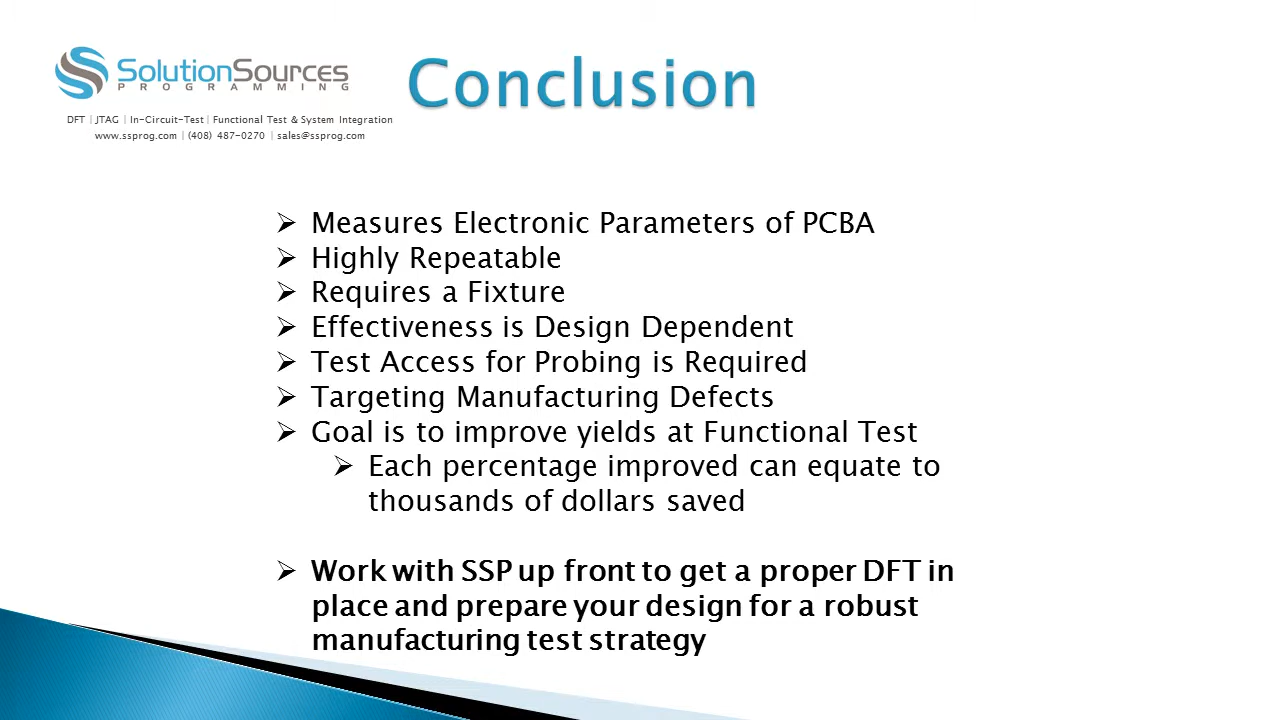 SolutionSources
PROGRAMMING
DFT | JTAG | In-Circuit-Test | Functional Test & System Integration
www.ssprog.com | (408) 487-0270 | sales@ssprog.com
Conclusion
➢ Measures Electronic Parameters of PCBA
➢ Highly Repeatable
➢ Requires a Fixture
➢ Effectiveness is Design Dependent
➢ Test Access for Probing is Required
➢ Targeting Manufacturing Defects
➢ Goal is to improve yields at Functional Test
➢ Each percentage improved can equate to
thousands of dollars saved
➢ Work with SSP up front to get a proper DFT in
place and prepare your design for a robust
manufacturing test strategy